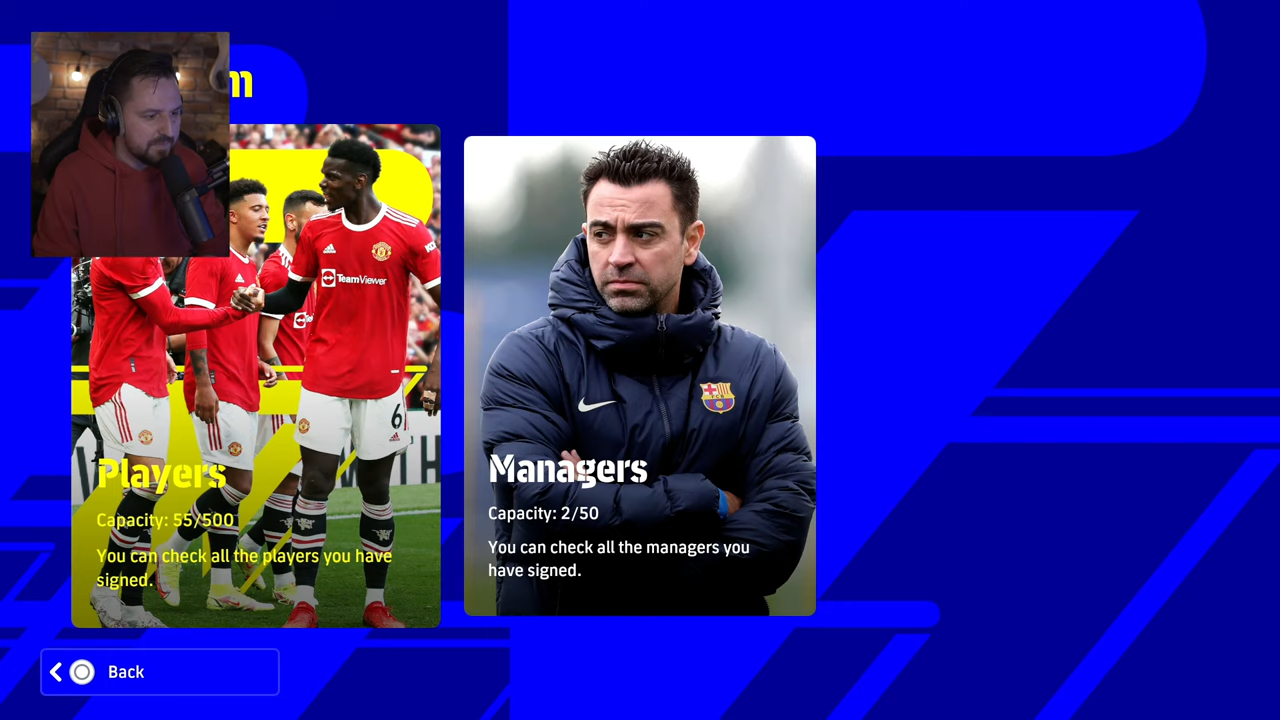 Players
Capacity: 55/500
You can check all the players you have
signed.
TeamViewer
6
Managers
Capacity: 2/50
You can check all the managers you
have signed.
Back